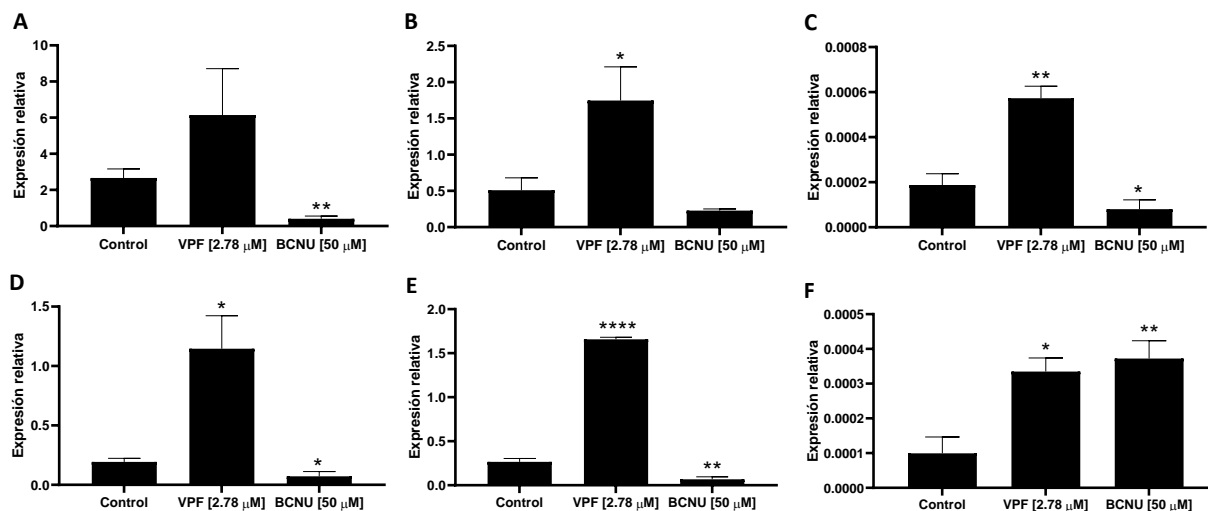 A
Expresión relativa
10
8
6
4
2
0
**
Control
VPF [2.78 μM]
BCNU [50 μM]
B
Expresión relativa
2.5
2.0
1.5
1.0
0.5
0.0
*
Control
VPF [2.78 μM]
BCNU [50 μM]
C
Expresión relativa
0.0008
0.0006
0.0004
0.0002
0.0000
**
*
Control
VPF [2.78 μM]
BCNU [50 μM]
D
Expresión relativa
1.5
1.0
0.5
0.0
*
*
Control
VPF [2.78 μM]
BCNU [50 μM]
E
Expresión relativa
2.0
1.5
1.0
0.5
0.0
****
**
Control
VPF [2.78 μM]
BCNU [50 μM]
F
Expresión relativa
0.0005
0.0004
0.0003
0.0002
0.0001
0.0000
*
**
Control
VPF [2.78 μM]
BCNU [50 μM]